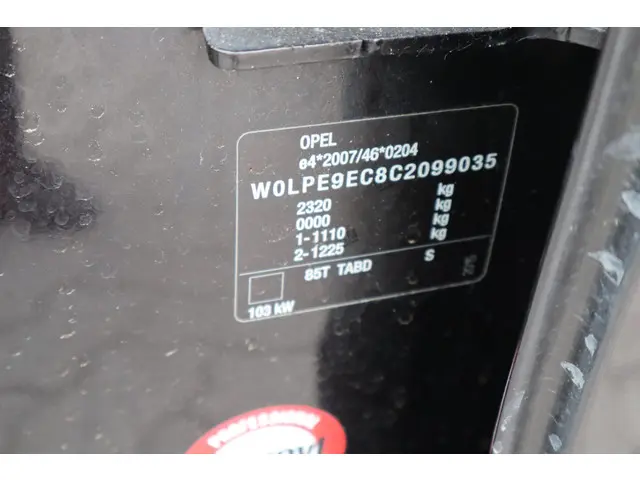 OPEL
e4*2007/46*0204
W0LPE9EC8C2099035
2320 kg
0000 kg
1-1110 kg
2-1225 kg
85T TABD S
103 kW
PROFESSIONAL